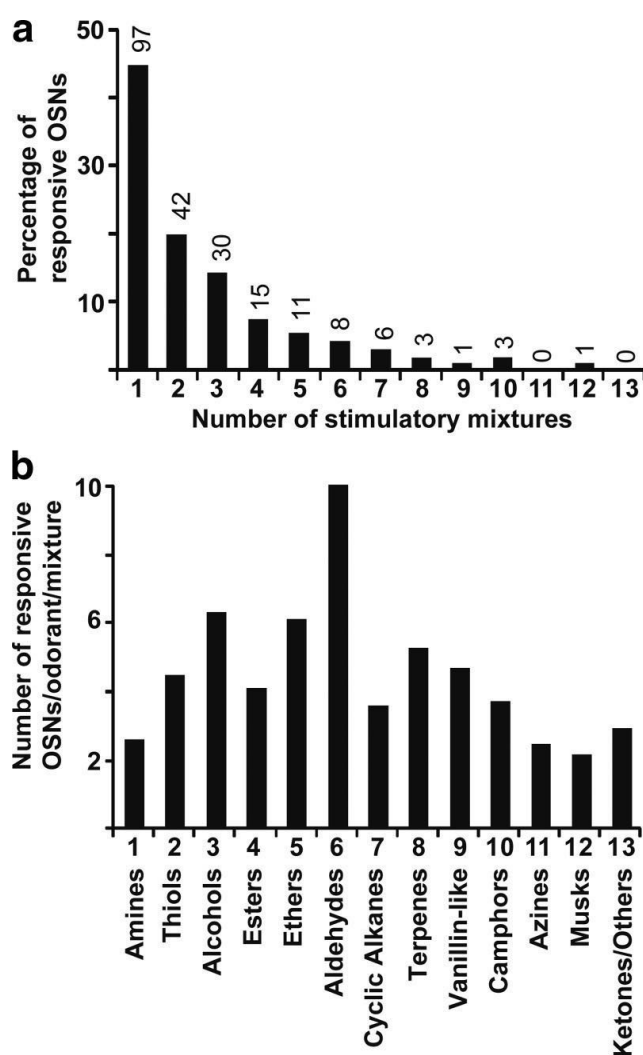 a
Percentage of
responsive OSNs
50
30
10
97
42
30
15
11
8
6
3
1
3
0
1
0
1 2 3 4 5 6 7 8 9 10 11 12 13
Number of stimulatory mixtures
b
Number of responsive
OSNs/odorant/mixture
10
6
2
1 2 3 4 5 6 7 8 9 10 11 12 13
Amines
Thiols
Alcohols
Esters
Ethers
Aldehydes
Cyclic Alkanes
Terpenes
Vanillin-like
Camphors
Azines
Musks
Ketones/Others